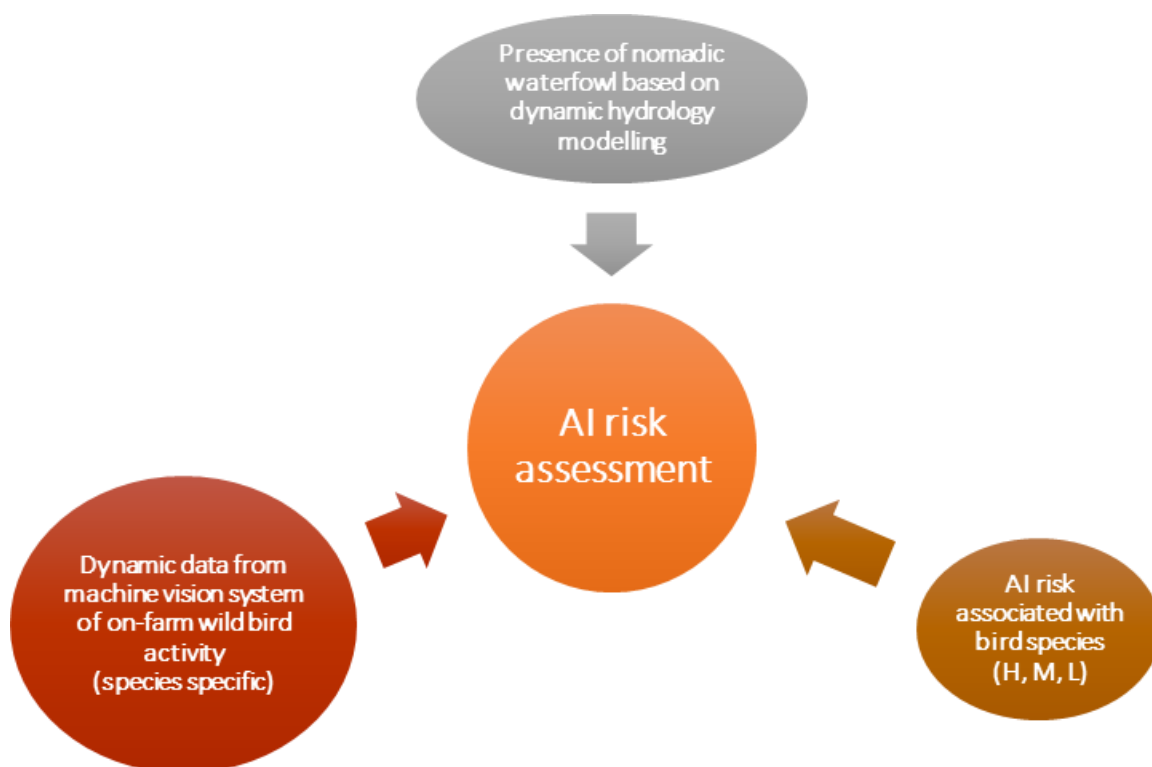 Presence of nomadic
waterfowl based on
dynamic hydrology
modelling
AI risk
assessment
Dynamic data from
machine vision system
of on-farm wild bird
activity
(species specific)
AI risk
associated with
bird species
(H, M, L)